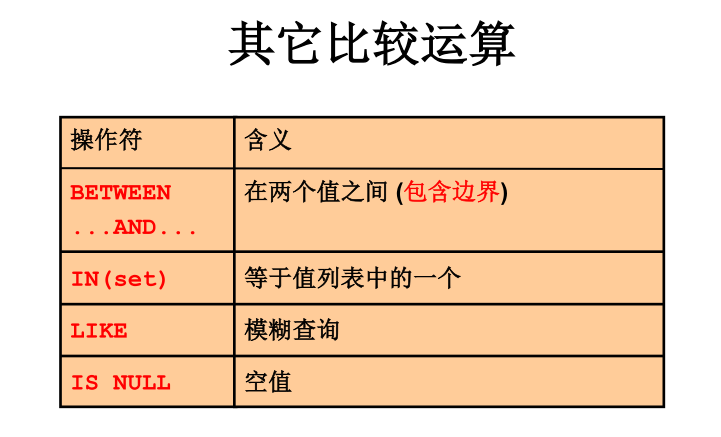 其它比较运算
操作符 含义
BETWEEN 在两个值之间 (包含边界)
...AND...
IN(set) 等于值列表中的一个
LIKE 模糊查询
IS NULL 空值